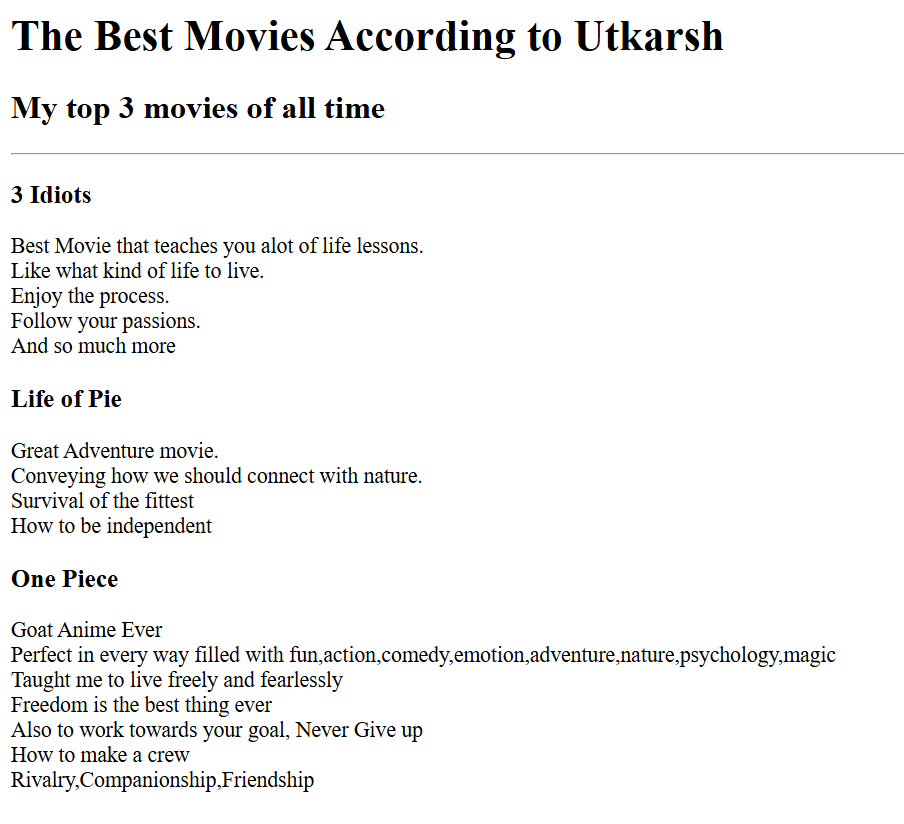 The Best Movies According to Utkarsh
My top 3 movies of all time
3 Idiots
Best Movie that teaches you alot of life lessons.
Like what kind of life to live.
Enjoy the process.
Follow your passions.
And so much more
Life of Pie
Great Adventure movie.
Conveying how we should connect with nature.
Survival of the fittest
How to be independent
One Piece
Goat Anime Ever
Perfect in every way filled with fun,action,comedy,emotion,adventure,nature,psychology,magic
Taught me to live freely and fearlessly
Freedom is the best thing ever
Also to work towards your goal, Never Give up
How to make a crew
Rivalry,Companionship,Friendship